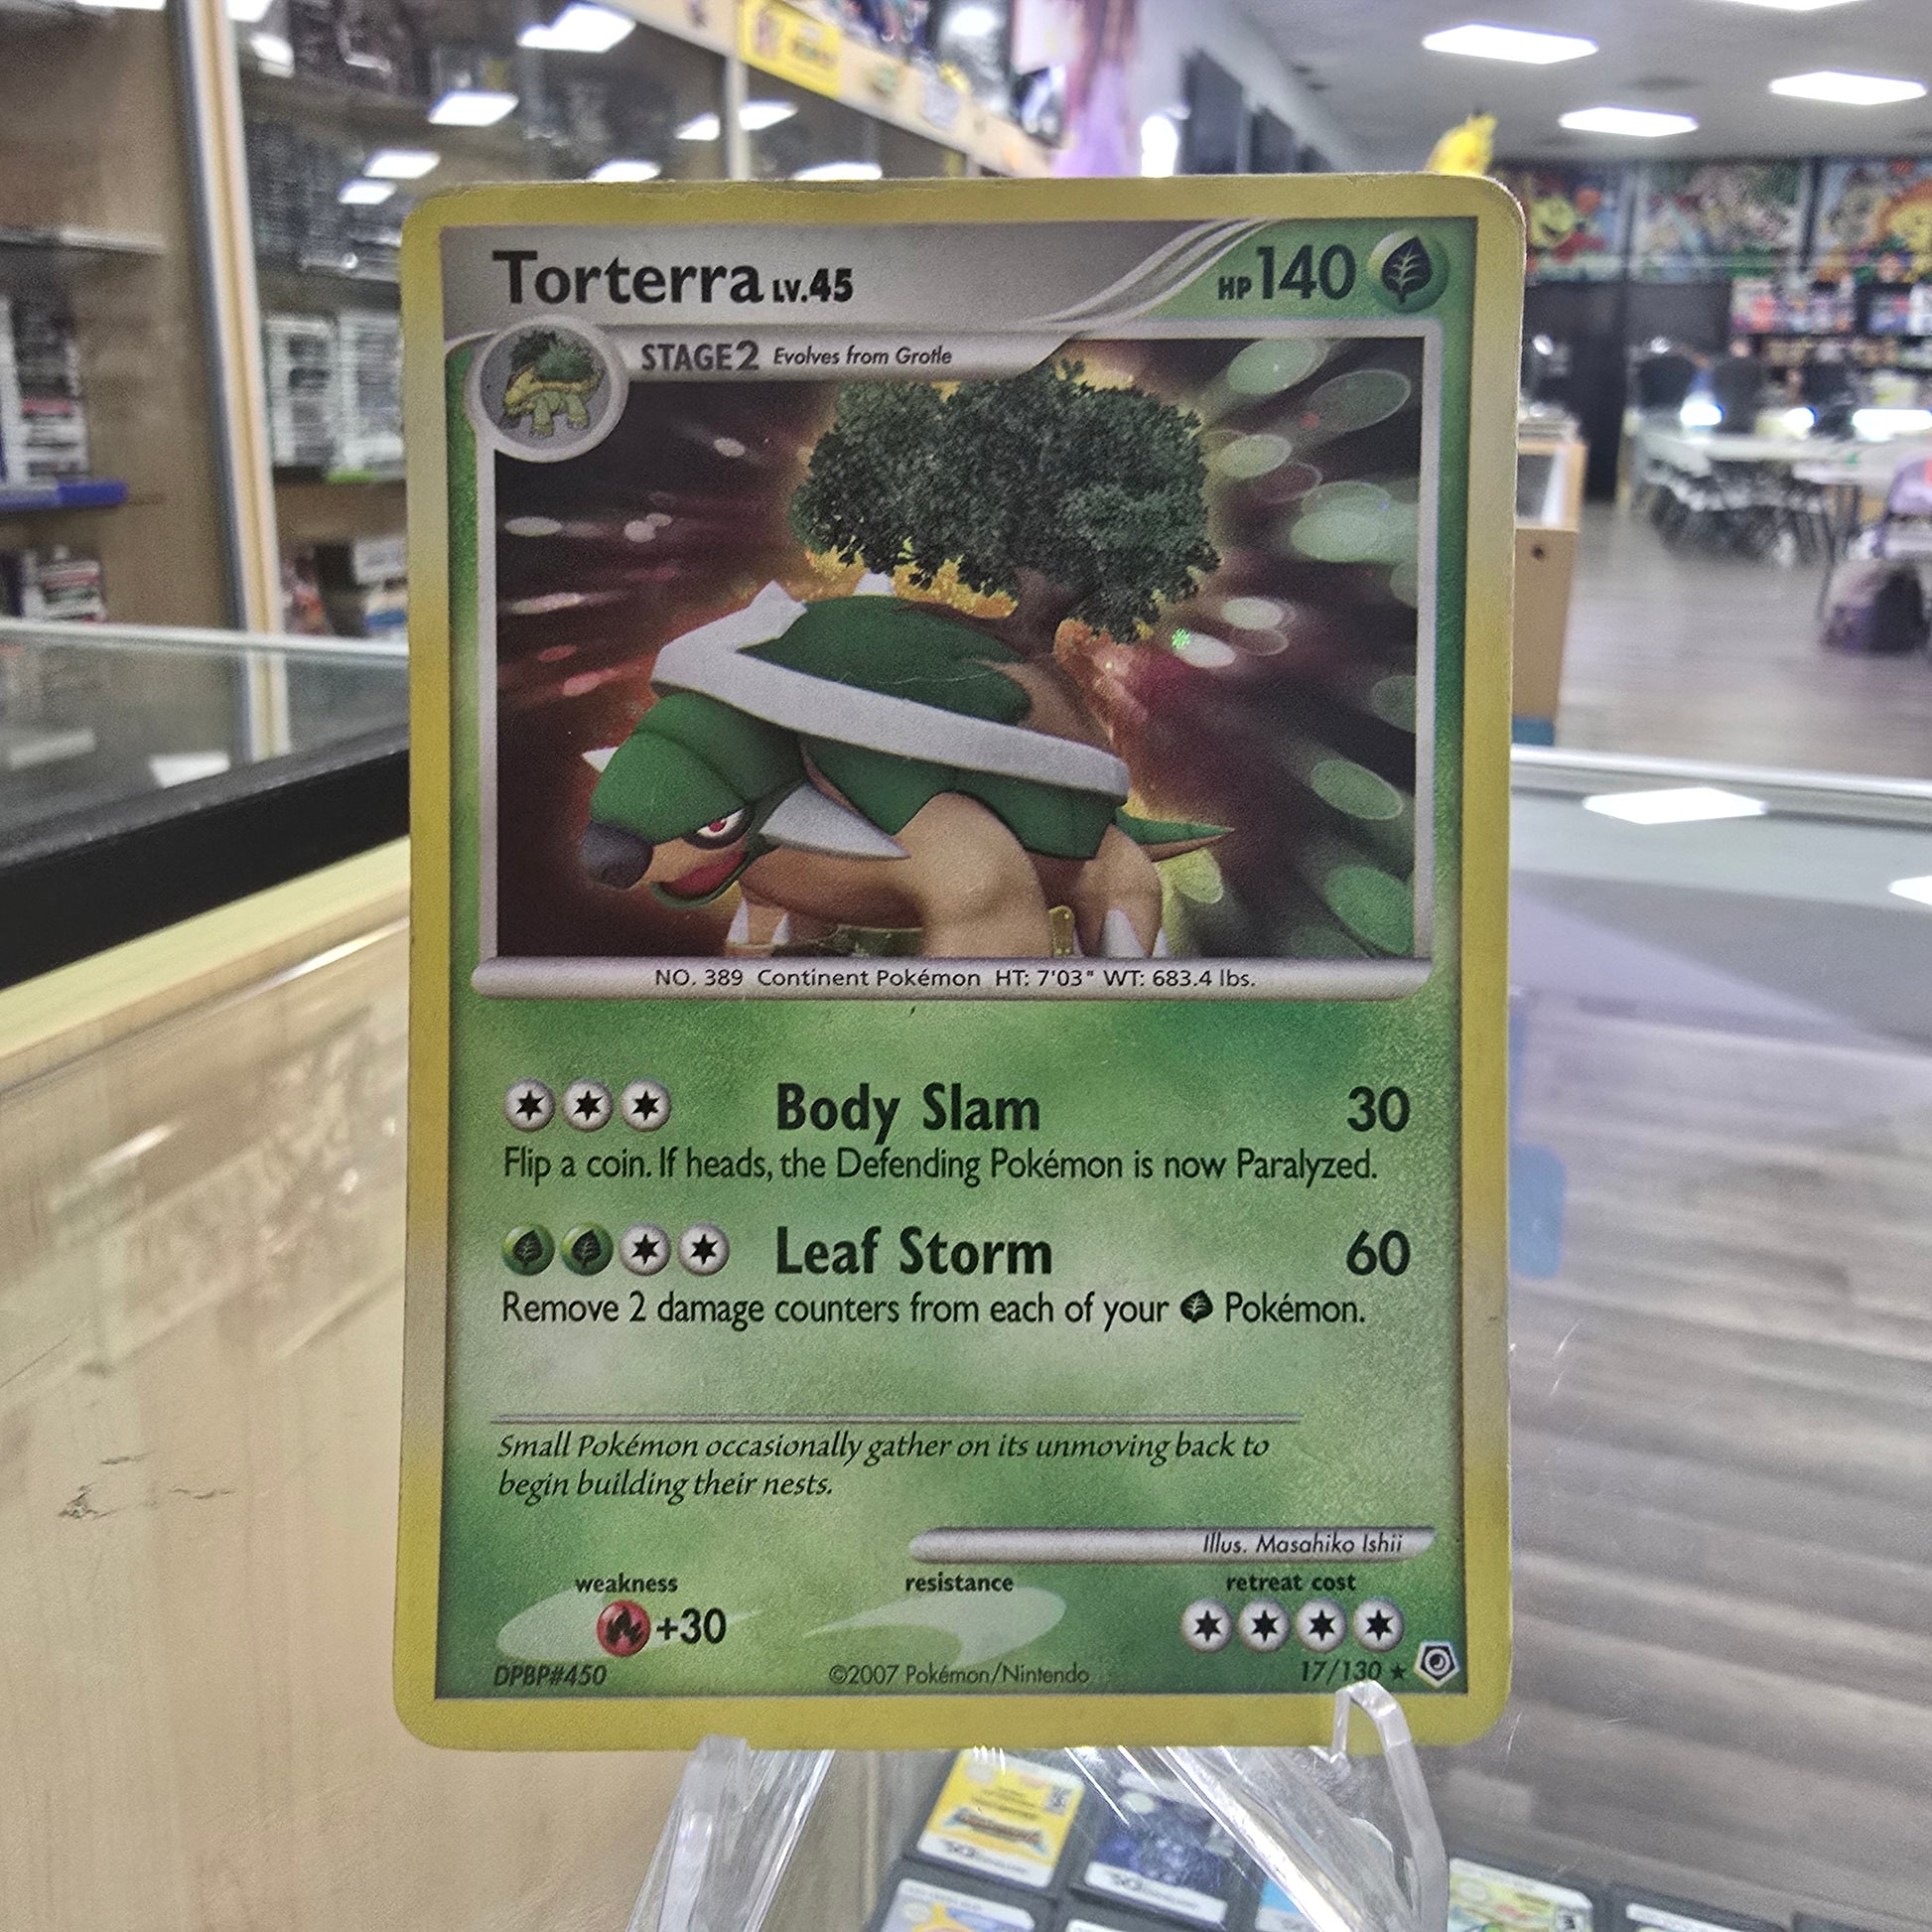 Torterra LV.45
HP 140
STAGE2 Evolves from Grotle
NO. 389 Continent Pokémon HT: 7'03" WT: 683.4 lbs.
Body Slam 30
Flip a coin. If heads, the Defending Pokémon is now Paralyzed.
Leaf Storm 60
Remove 2 damage counters from each of your Pokémon.
Small Pokémon occasionally gather on its unmoving back to
begin building their nests.
Illus. Masahiko Ishii
weakness resistance retreat cost
+30
DPBP#450 ©2007 Pokémon/Nintendo 17/130